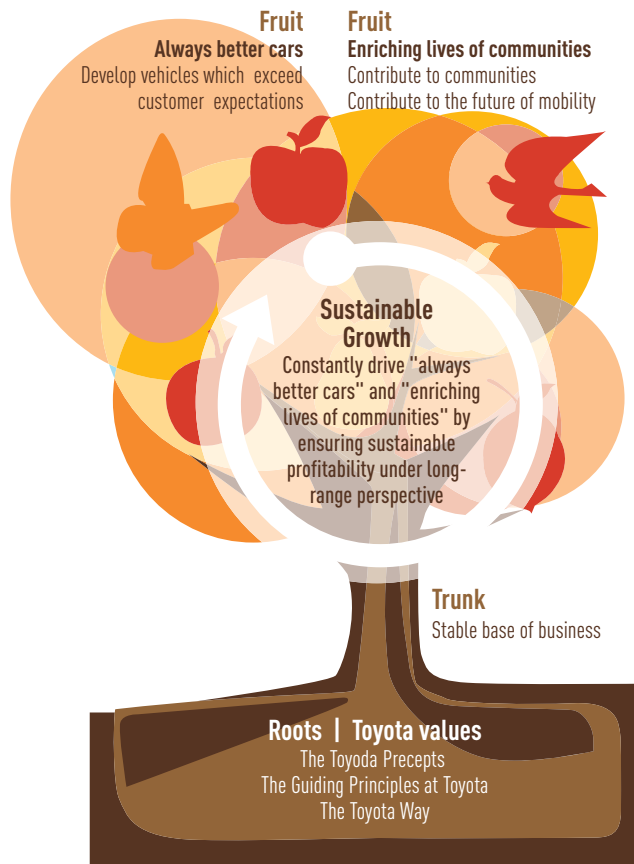 Fruit
Always better cars
Develop vehicles which exceed
customer expectations
Fruit
Enriching lives of communities
Contribute to communities
Contribute to the future of mobility
Sustainable
Growth
Constantly drive "always
better cars" and "enriching
lives of communities" by
ensuring sustainable
profitability under long-
range perspective
Trunk
Stable base of business
Roots | Toyota values
The Toyoda Precepts
The Guiding Principles at Toyota
The Toyota Way